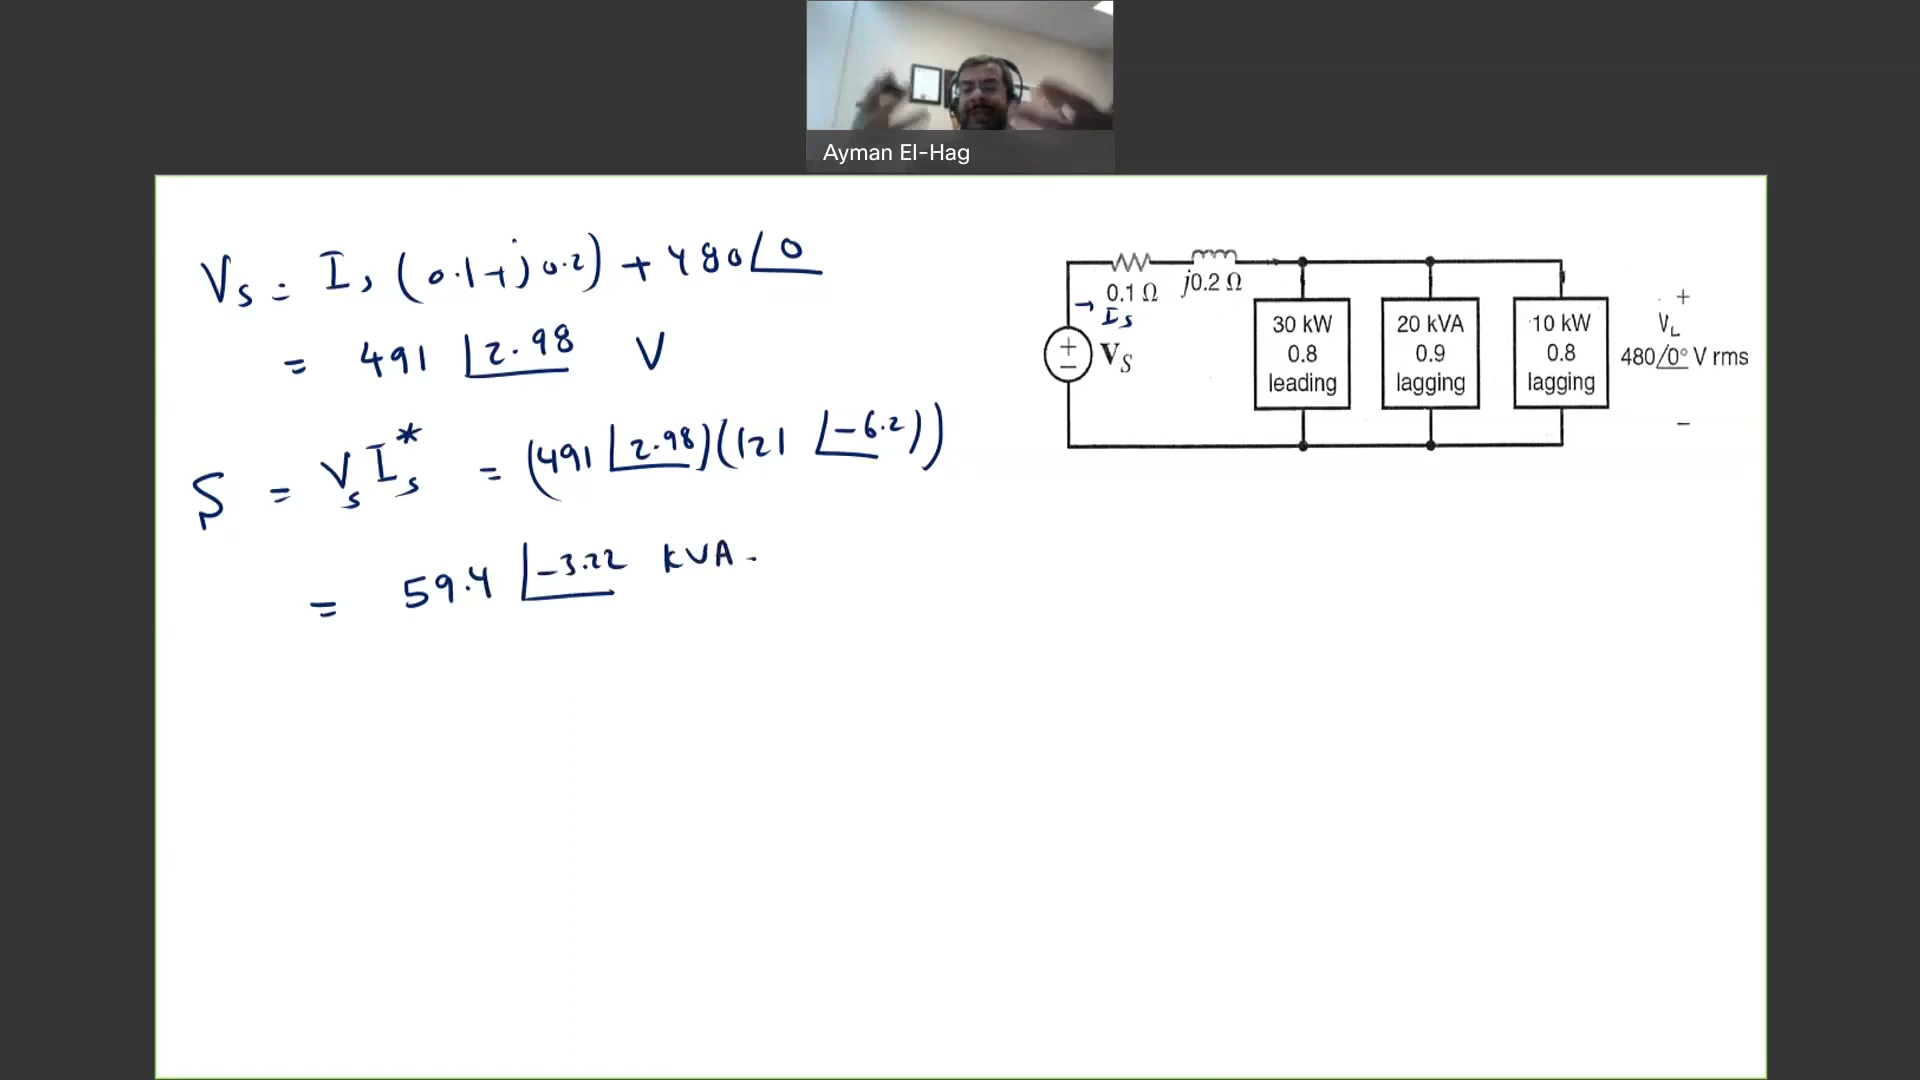 Ayman El-Hag
Vs = Is (0.1+j0.2) + 480∠0
= 491∠2.98 V
S = Vs Is* = (491∠2.98)(121∠-6.2))
= 59.4∠-3.22 kVA.
0.1 Ω j0.2 Ω
→ Is
+ Vs −
30 kW
0.8
leading
20 kVA
0.9
lagging
10 kW
0.8
lagging
+
VL
480/0° V rms
−